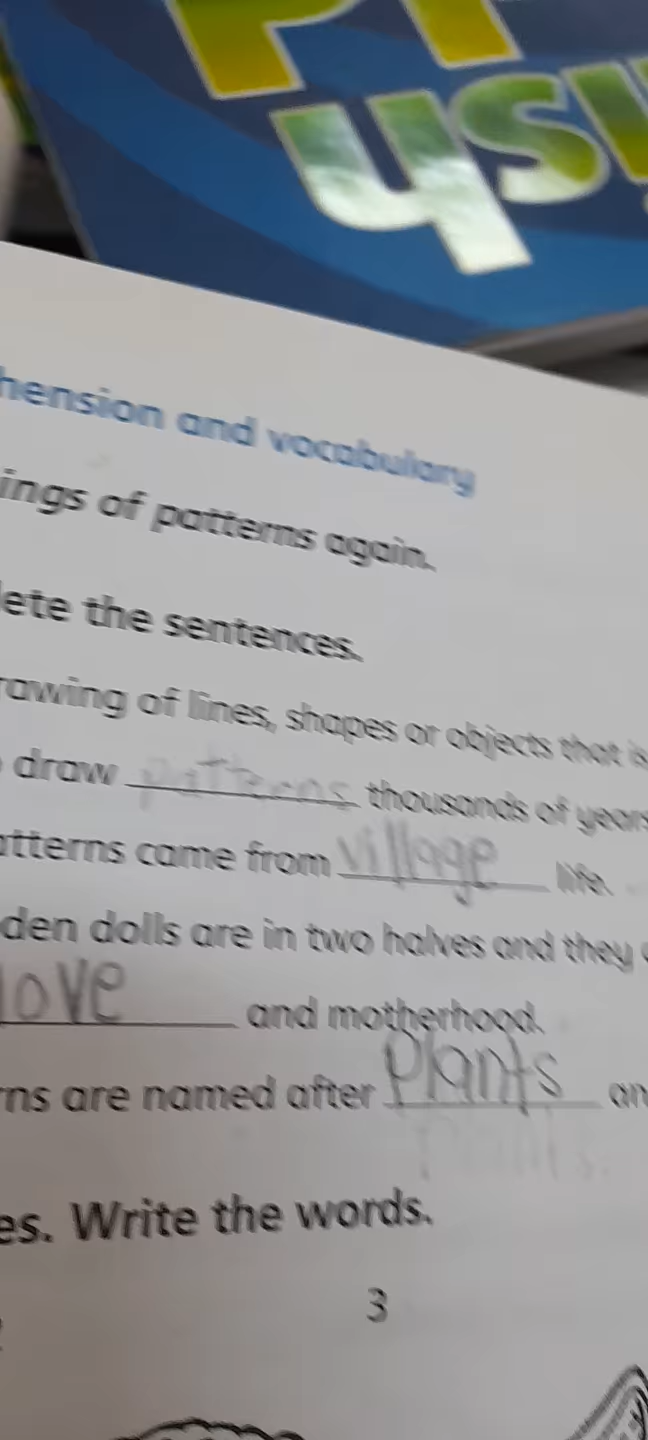 hension and vocabulary
ings of patterns again.
lete the sentences.
rawing of lines, shapes or objects that is
draw patterns thousands of years
atterns came from village life.
den dolls are in two halves and they
love and motherhood.
rns are named after Plants an
es. Write the words.
3